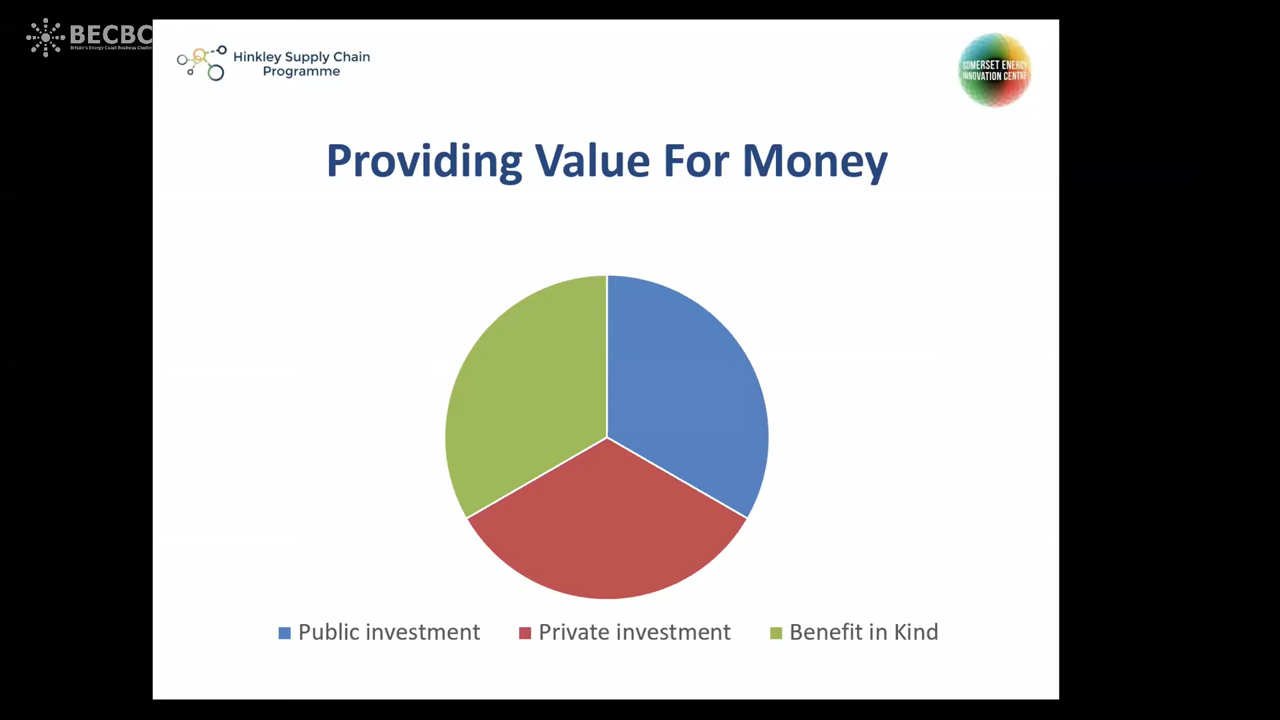 BECBC
Britain's Energy Coast Business Cluster
Hinkley Supply Chain
Programme
SOMERSET ENERGY
INNOVATION CENTRE
Providing Value For Money
Public investment
Private investment
Benefit in Kind